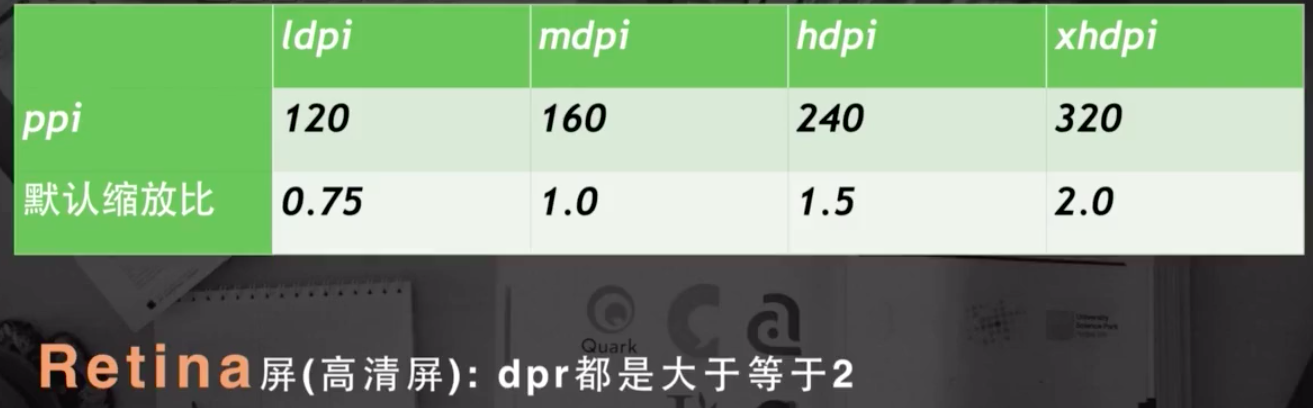 ldpi mdpi hdpi xhdpi
ppi 120 160 240 320
默认缩放比 0.75 1.0 1.5 2.0
Quark
Retina屏(高清屏): dpr都是大于等于2